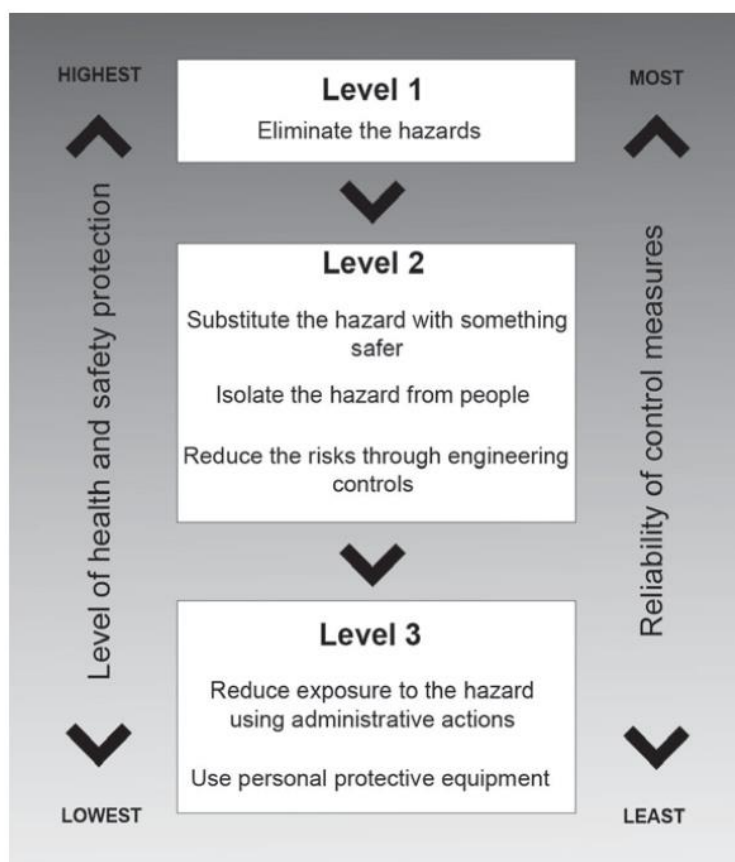 HIGHEST
Level 1
MOST
Eliminate the hazards
Level of health and safety protection
Level 2
Substitute the hazard with something
safer
Isolate the hazard from people
Reduce the risks through engineering
controls
Reliability of control measures
Level 3
Reduce exposure to the hazard
using administrative actions
Use personal protective equipment
LOWEST
LEAST